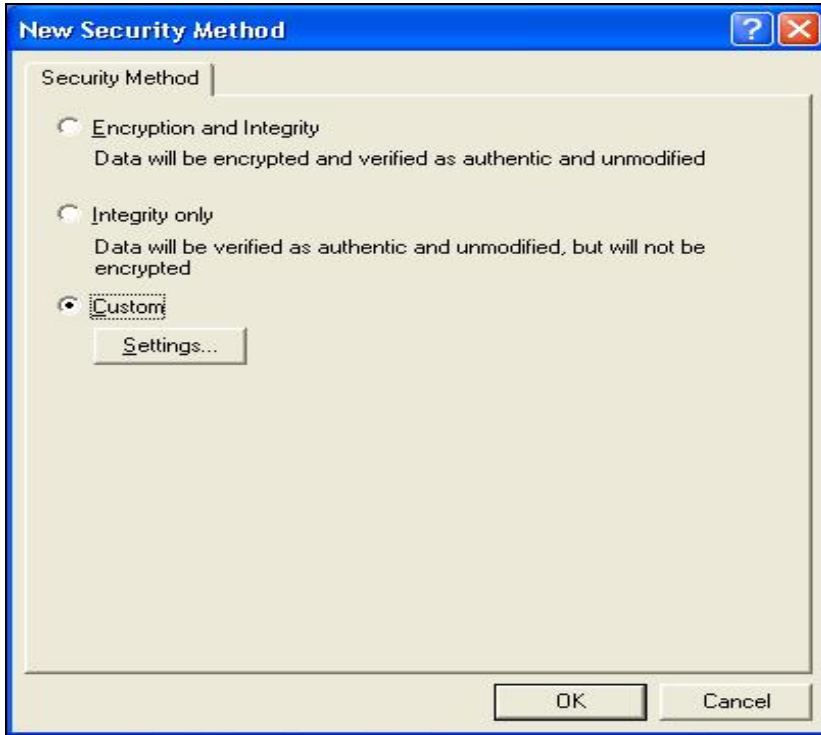 New Security Method
Security Method
Encryption and Integrity
Data will be encrypted and verified as authentic and unmodified
Integrity only
Data will be verified as authentic and unmodified, but will not be
encrypted
Custom
Settings...
OK
Cancel